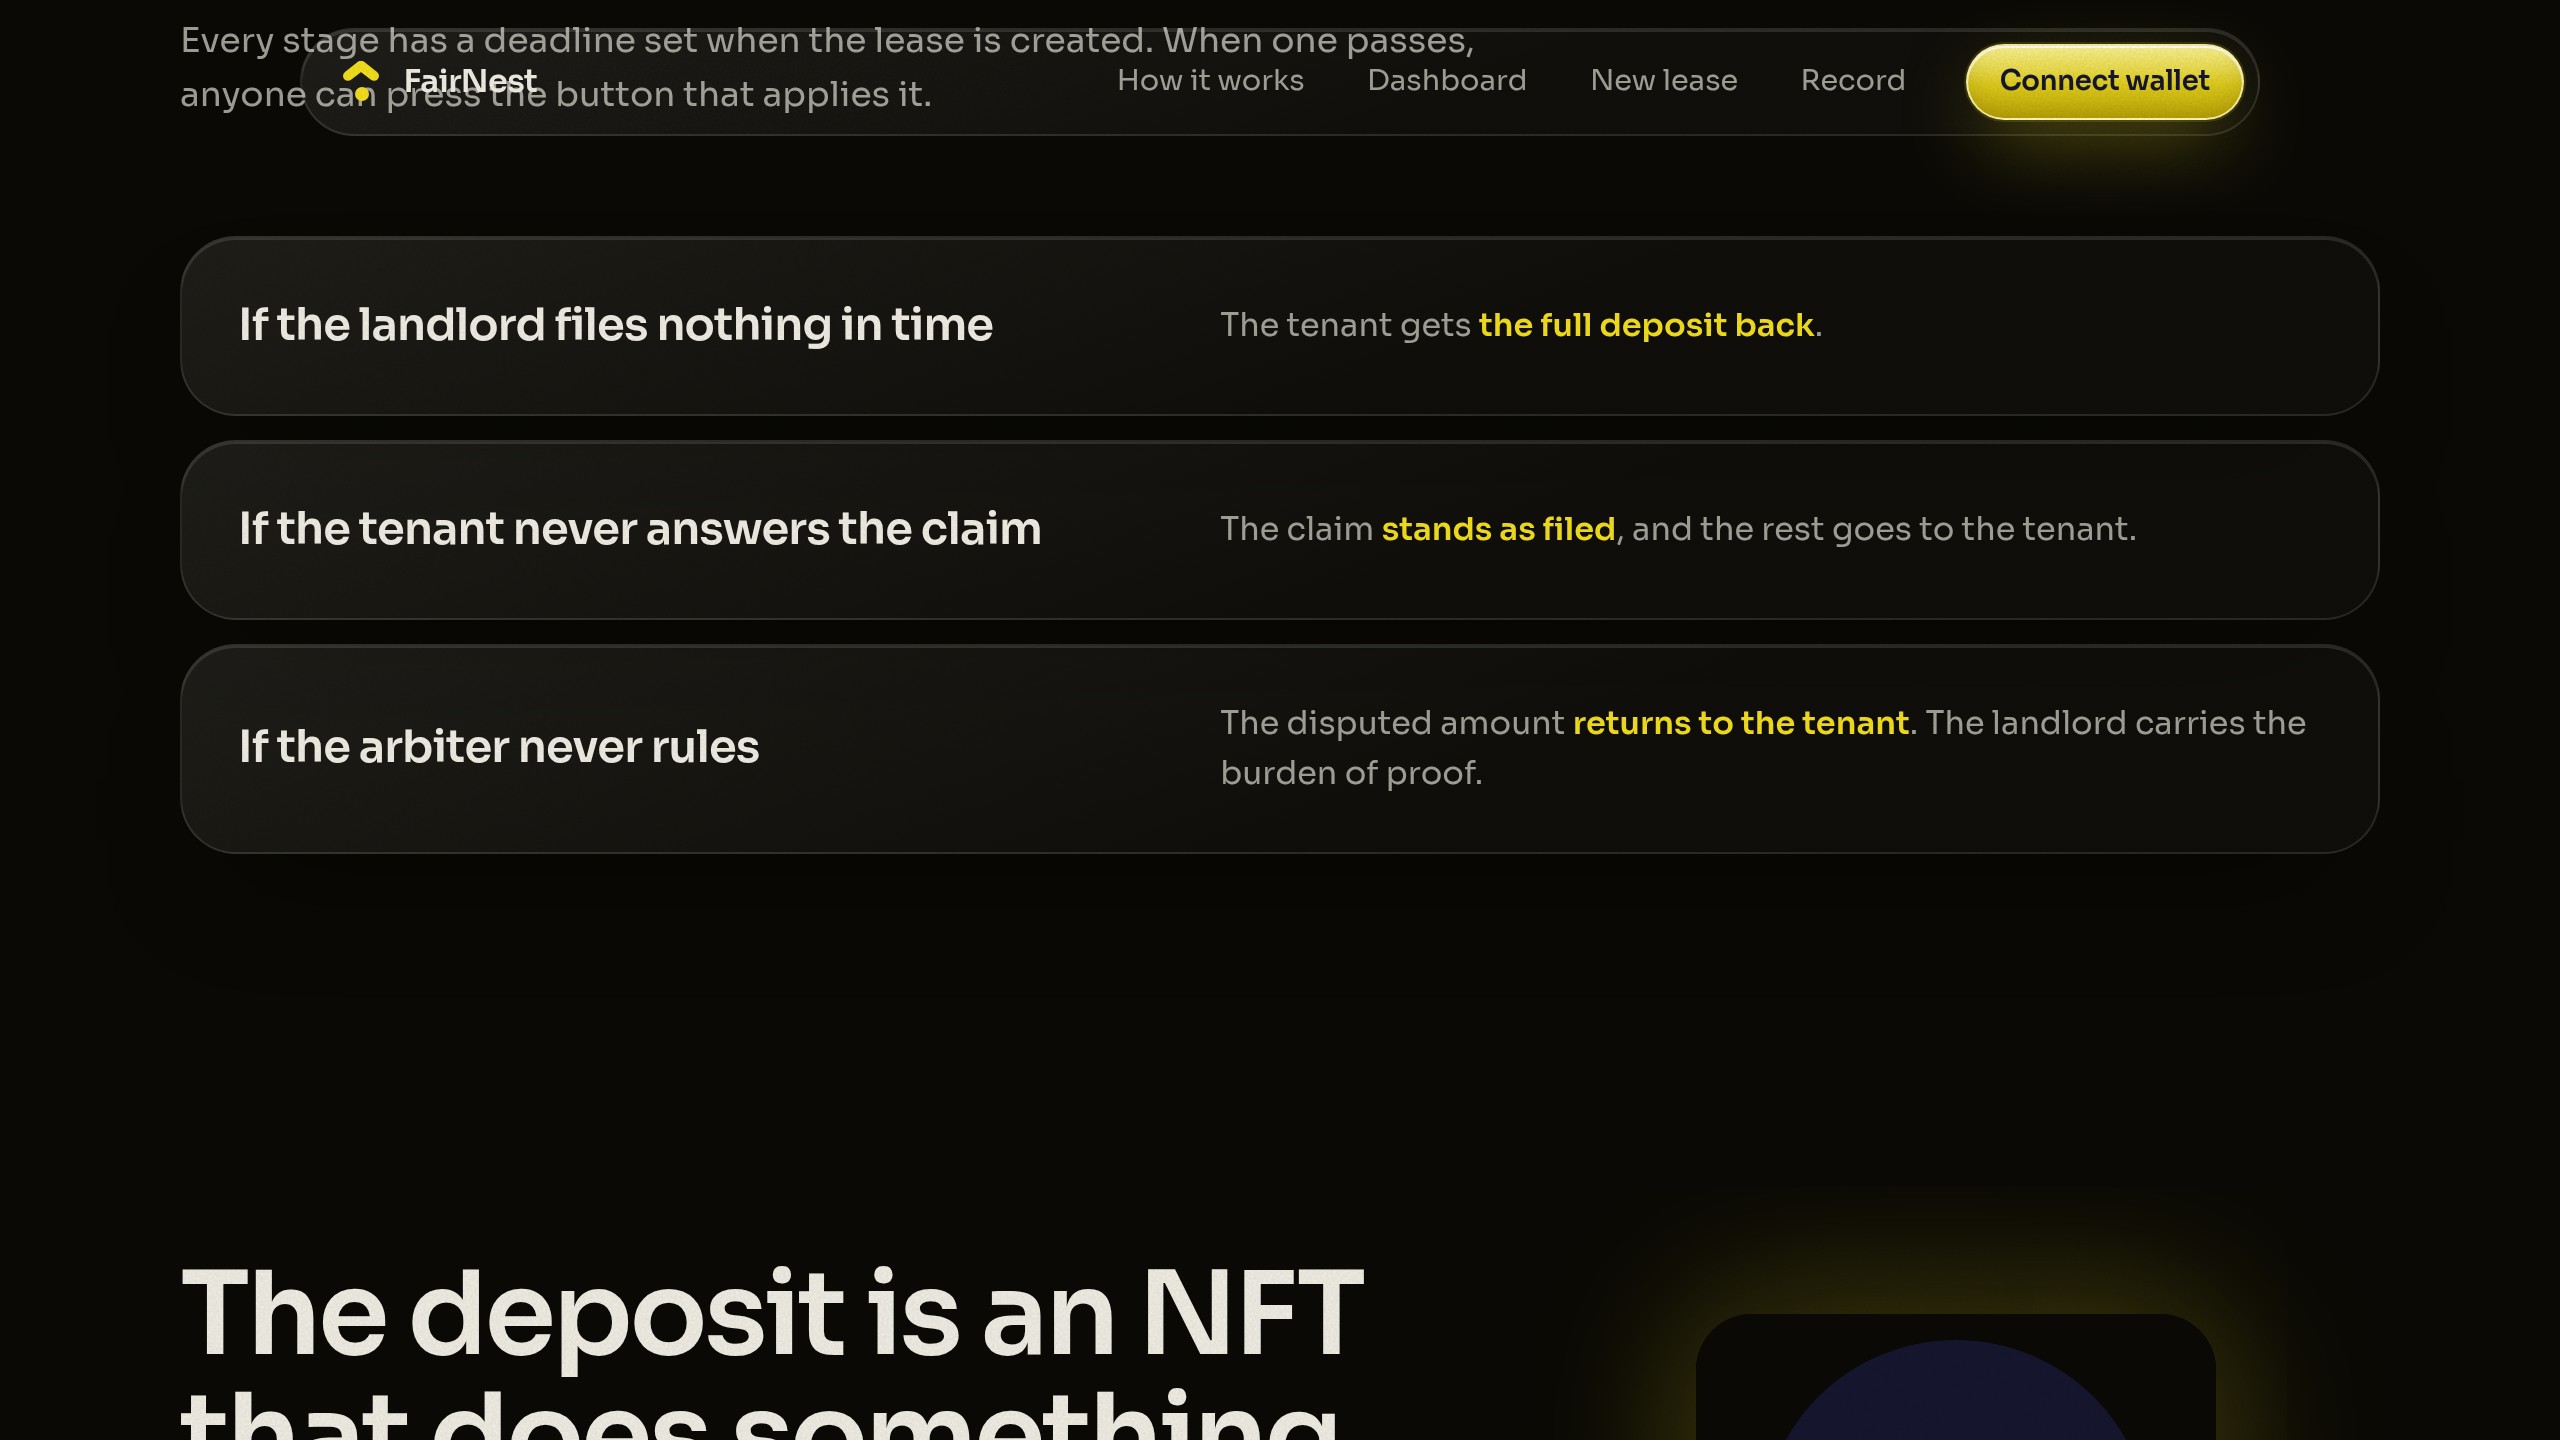 Every stage has a deadline set when the lease is created. When one passes,
anyone can press the button that applies it.
FairNest
How it works
Dashboard
New lease
Record
Connect wallet
If the landlord files nothing in time
The tenant gets the full deposit back.
If the tenant never answers the claim
The claim stands as filed, and the rest goes to the tenant.
If the arbiter never rules
The disputed amount returns to the tenant. The landlord carries the
burden of proof.
The deposit is an NFT
that does something